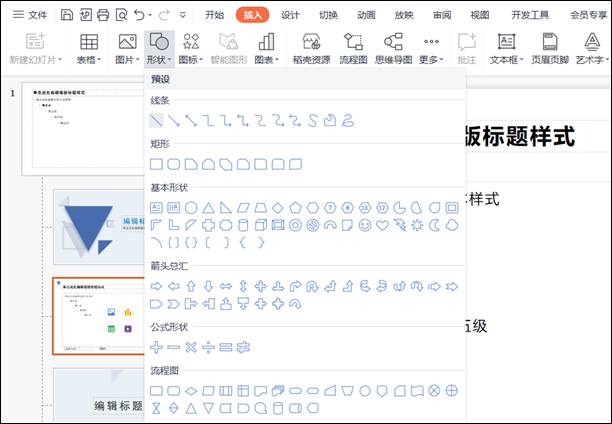 文件 开始 插入 设计 切换 动画 放映 审阅 视图 开发工具 会员专享
新建幻灯片 表格 图片 形状 图标 智能图形 图表 稻壳资源 流程图 思维导图 更多 批注 文本框 页眉页脚 艺术字
预设
1
线条
矩形
版标题样式
基本形状
本样式
编辑标
箭头总汇
五级
公式形状
流程图
编辑标题